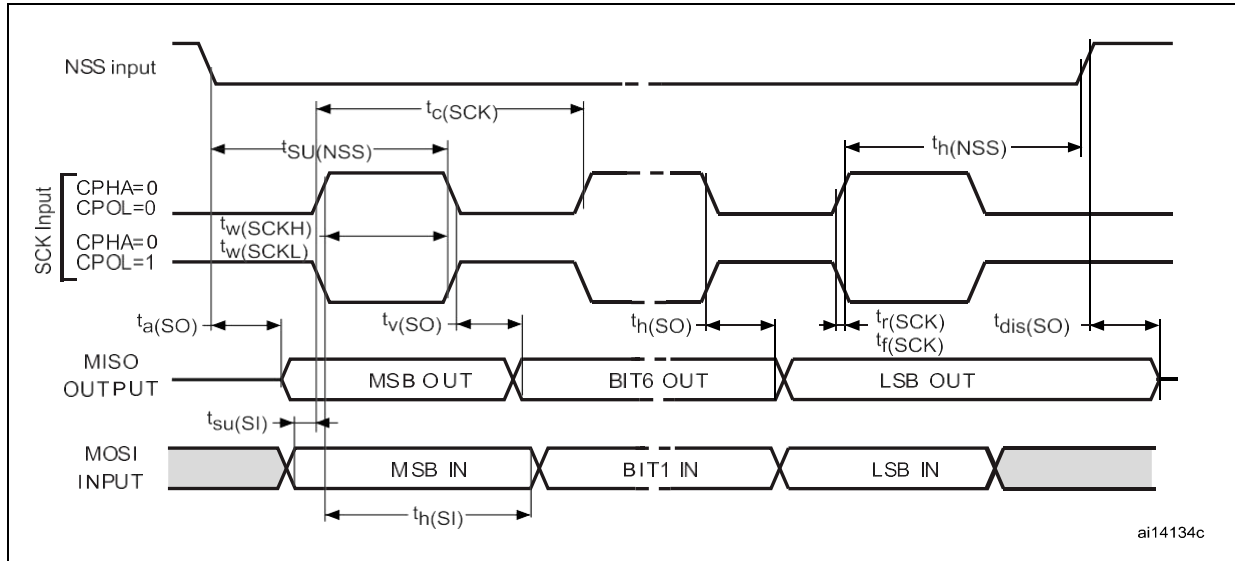 NSS input
tc(SCK)
tSU(NSS)
th(NSS)
SCK Input
CPHA=0
CPOL=0
tw(SCKH)
CPHA=0
tw(SCKL)
CPOL=1
ta(SO)
tv(SO)
th(SO)
tr(SCK)
tf(SCK)
tdis(SO)
MISO
OUTPUT
MSB OUT
BIT6 OUT
LSB OUT
tsu(SI)
MOSI
INPUT
MSB IN
BIT1 IN
LSB IN
th(SI)
ai14134c